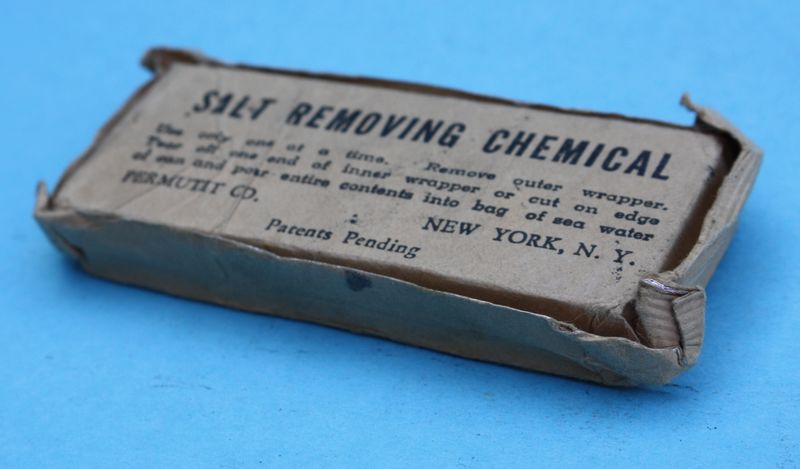 SALT REMOVING CHEMICAL
Use only one at a time. Remove outer wrapper.
Tear off one end of inner wrapper or cut on edge
of can and pour entire contents into bag of sea water
PERMUTIT CO. NEW YORK, N. Y.
Patents Pending